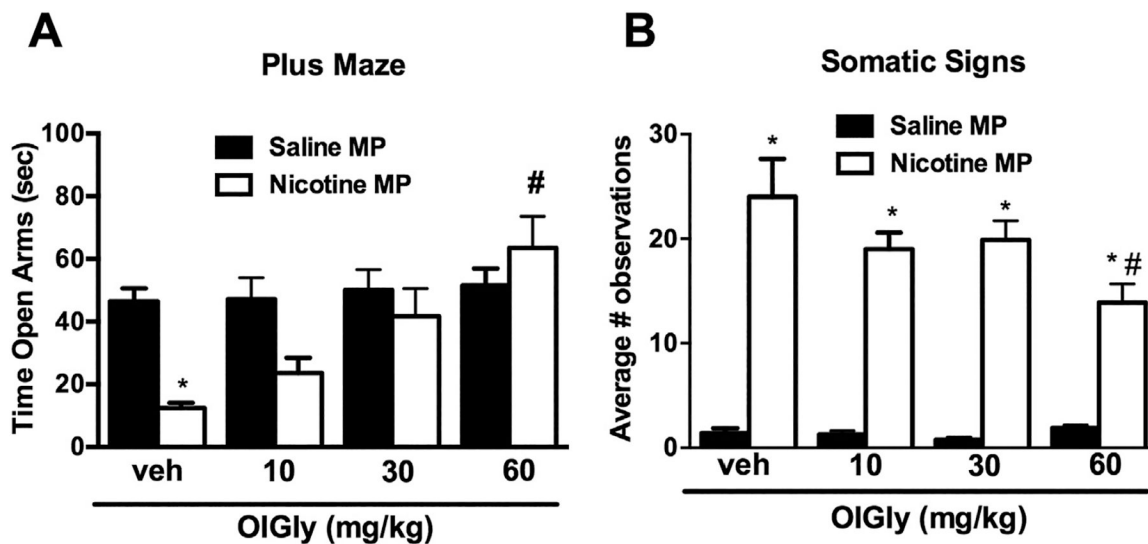 A
Plus Maze
Saline MP
Nicotine MP
Time Open Arms (sec)
100
80
60
40
20
0
*
#
veh 10 30 60
OlGly (mg/kg)
B
Somatic Signs
Saline MP
Nicotine MP
Average # observations
30
20
10
0
*
*
*
* #
veh 10 30 60
OlGly (mg/kg)